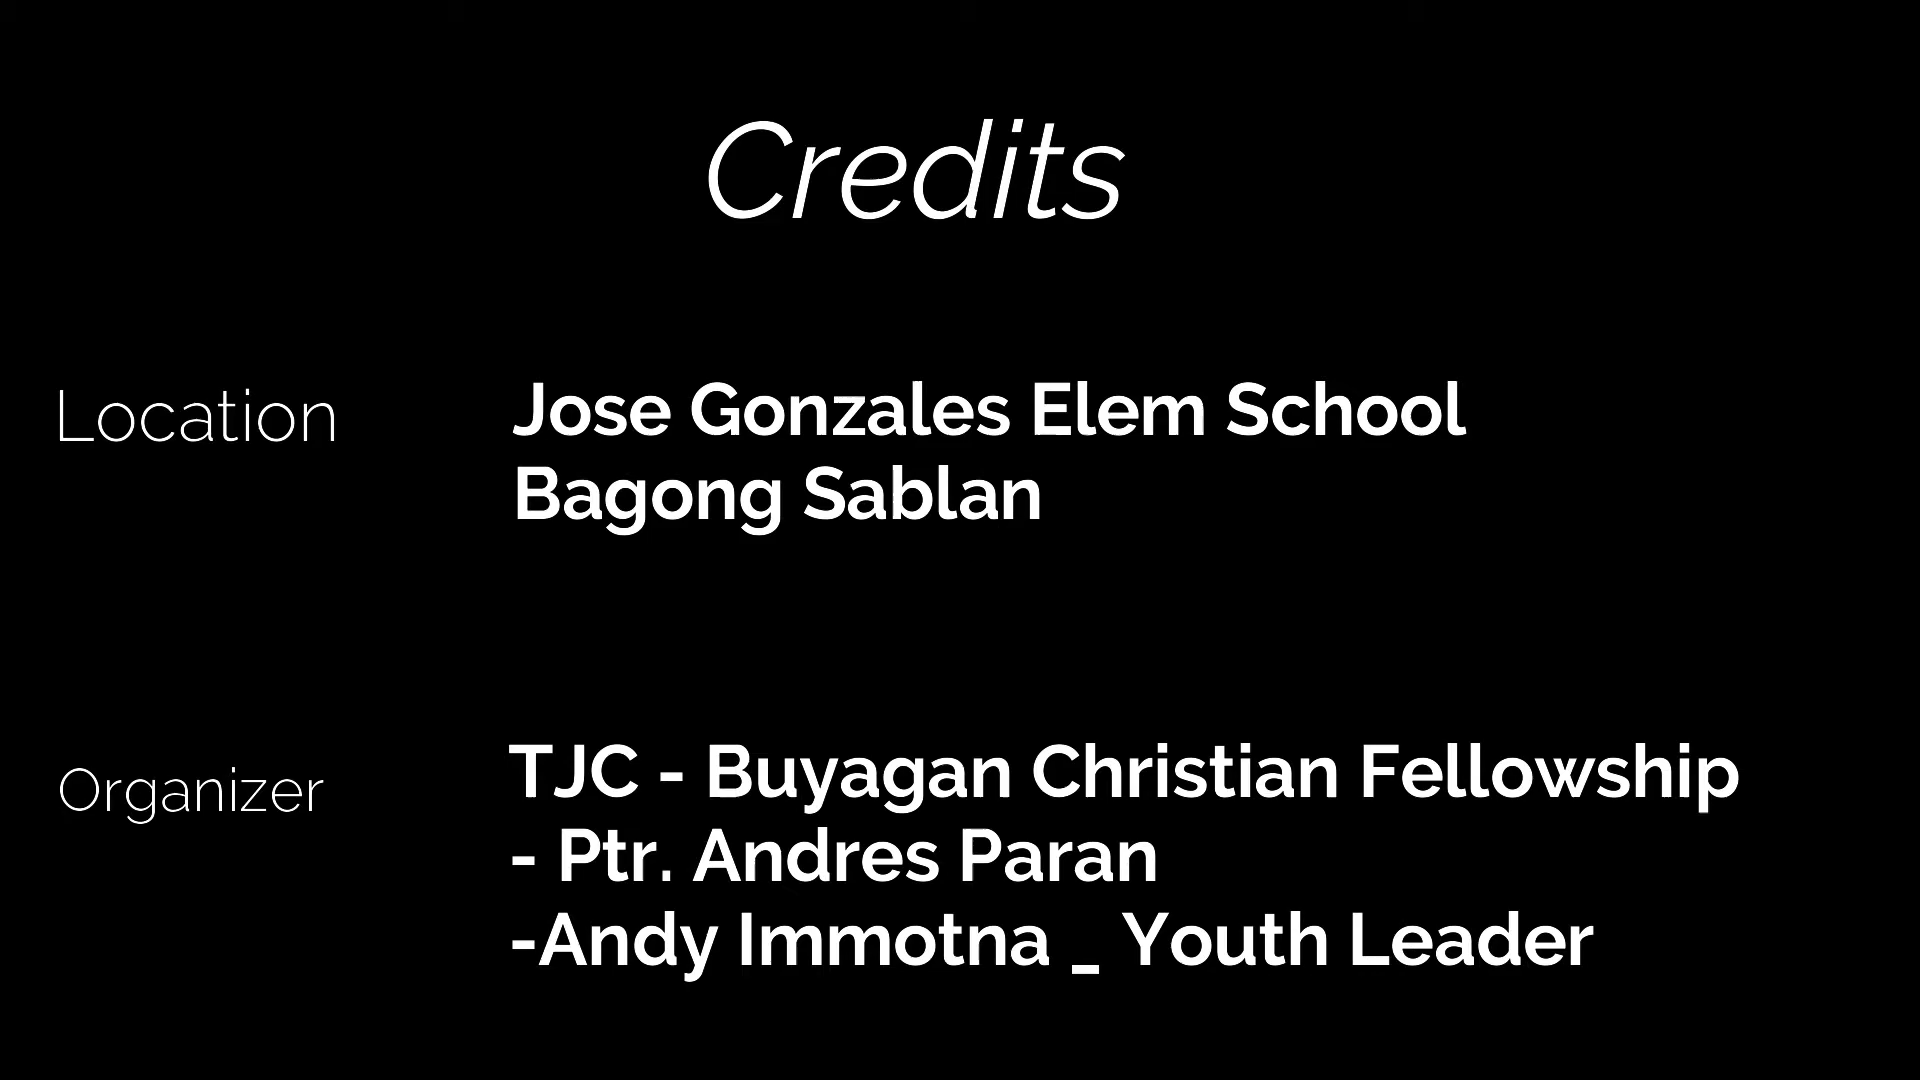 Credits
Location
Jose Gonzales Elem School
Bagong Sablan
Organizer
TJC - Buyagan Christian Fellowship
- Ptr. Andres Paran
-Andy Immotna _ Youth Leader